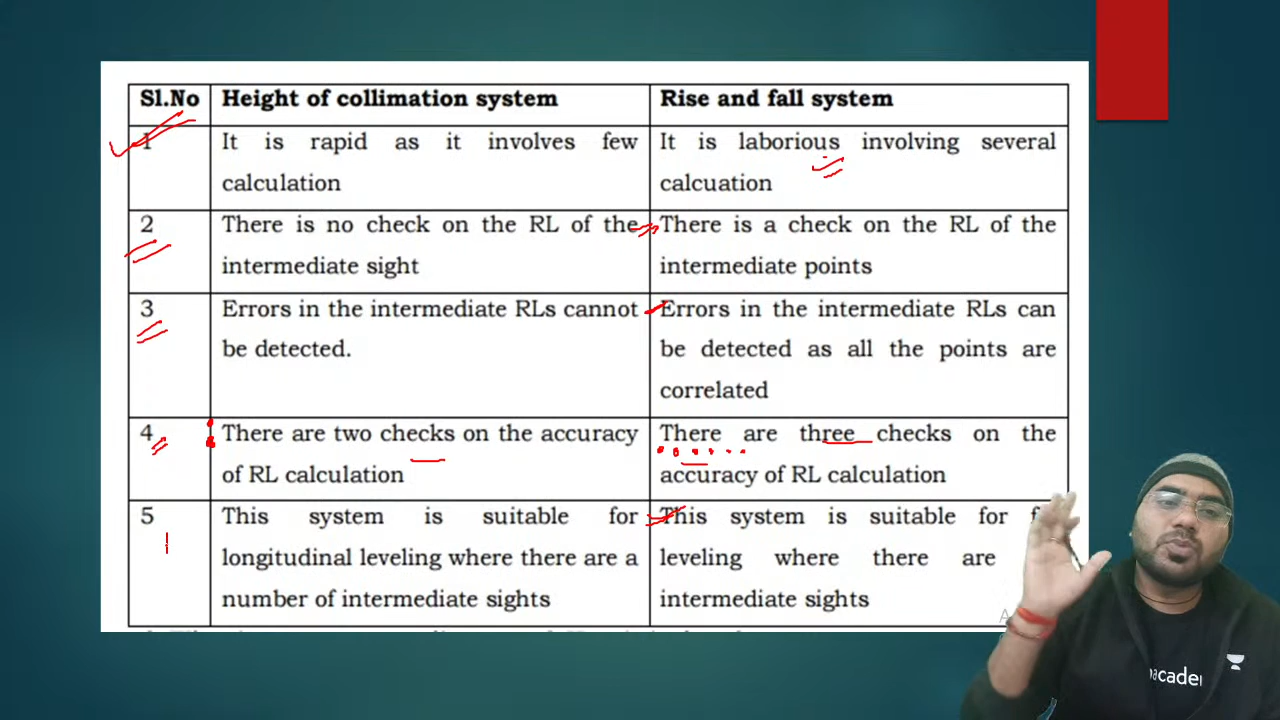 Sl.No Height of collimation system Rise and fall system
1 It is rapid as it involves few It is laborious involving several
calculation calcuation
2 There is no check on the RL of the There is a check on the RL of the
intermediate sight intermediate points
3 Errors in the intermediate RLs cannot Errors in the intermediate RLs can
be detected. be detected as all the points are
correlated
4 There are two checks on the accuracy There are three checks on the
of RL calculation accuracy of RL calculation
5 This system is suitable for This system is suitable for
longitudinal leveling where there are a leveling where there are
number of intermediate sights intermediate sights